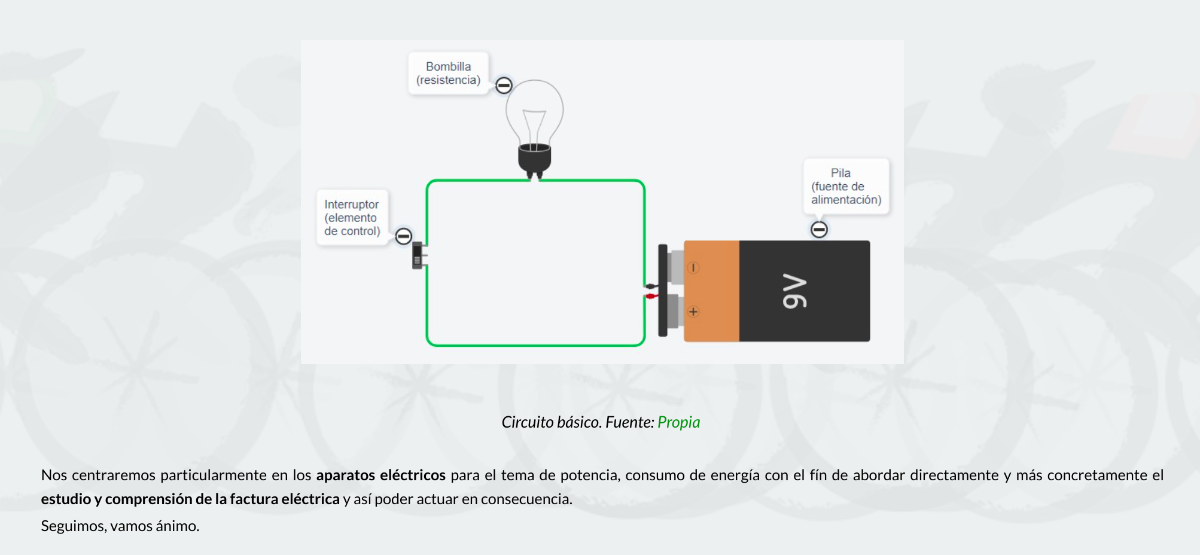 Bombilla
(resistencia)
Pila
(fuente de
alimentación)
Interruptor
(elemento
de control)
9V
Circuito básico. Fuente: Propia
Nos centraremos particularmente en los aparatos eléctricos para el tema de potencia, consumo de energía con el fín de abordar directamente y más concretamente el
estudio y comprensión de la factura eléctrica y así poder actuar en consecuencia.
Seguimos, vamos ánimo.